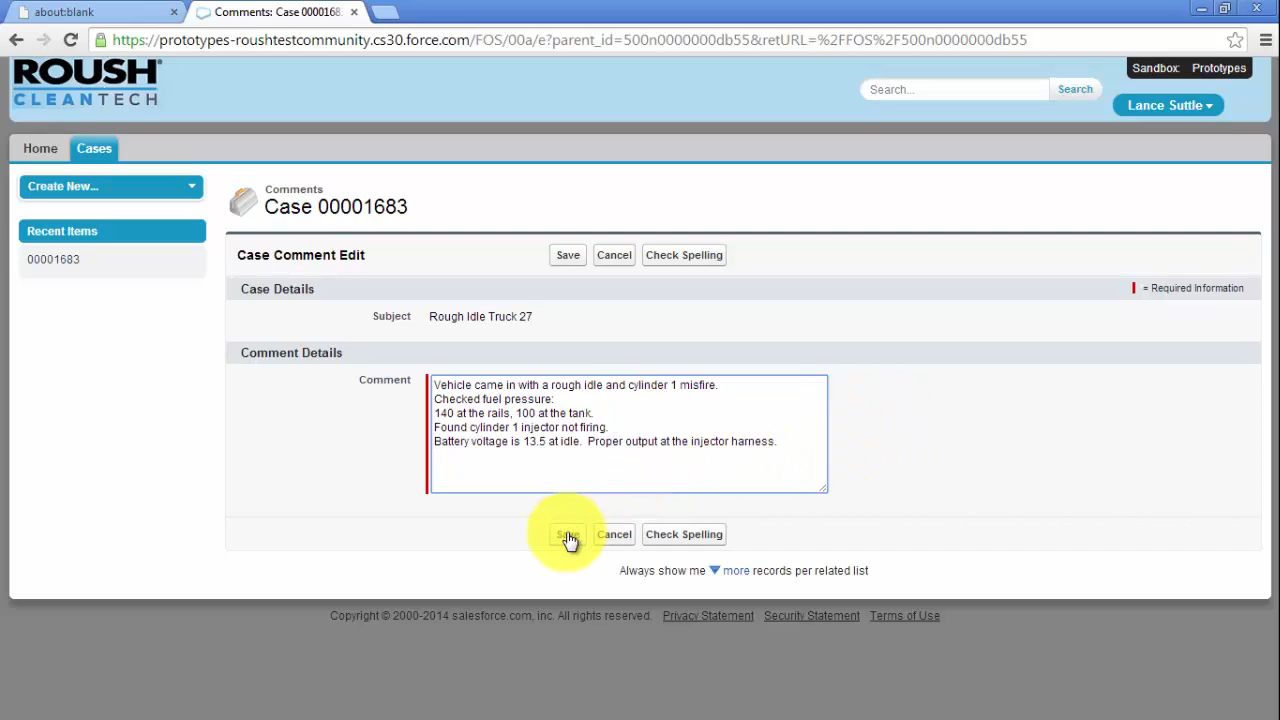 about:blank
Comments: Case 0000168
https://prototypes-roushtestcommunity.cs30.force.com/FOS/00a/e?parent_id=500n0000000db55&retURL=%2FFOS%2F500n0000000db55
ROUSH
CLEANTECH
Search...
Search
Sandbox: Prototypes
Lance Suttle
Home
Cases
Create New...
Recent Items
00001683
Comments
Case 00001683
Case Comment Edit
Save
Cancel
Check Spelling
Case Details
= Required Information
Subject
Rough Idle Truck 27
Comment Details
Comment
Vehicle came in with a rough idle and cylinder 1 misfire.
Checked fuel pressure:
140 at the rails, 100 at the tank.
Found cylinder 1 injector not firing.
Battery voltage is 13.5 at idle.  Proper output at the injector harness.
Save
Cancel
Check Spelling
Always show me more records per related list
Copyright © 2000-2014 salesforce.com, inc. All rights reserved. Privacy Statement Security Statement Terms of Use